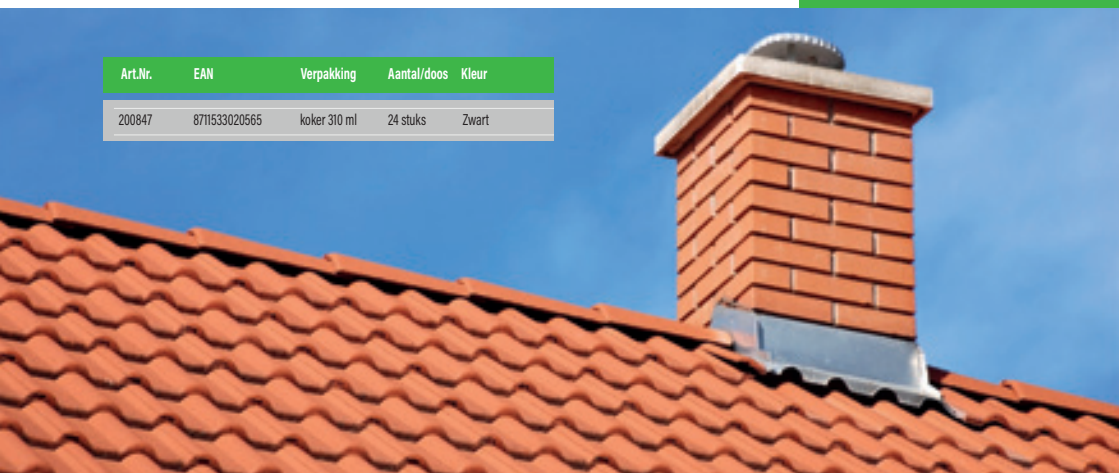 Art.Nr. EAN Verpakking Aantal/doos Kleur
200847 8711533020565 koker 310 ml 24 stuks Zwart